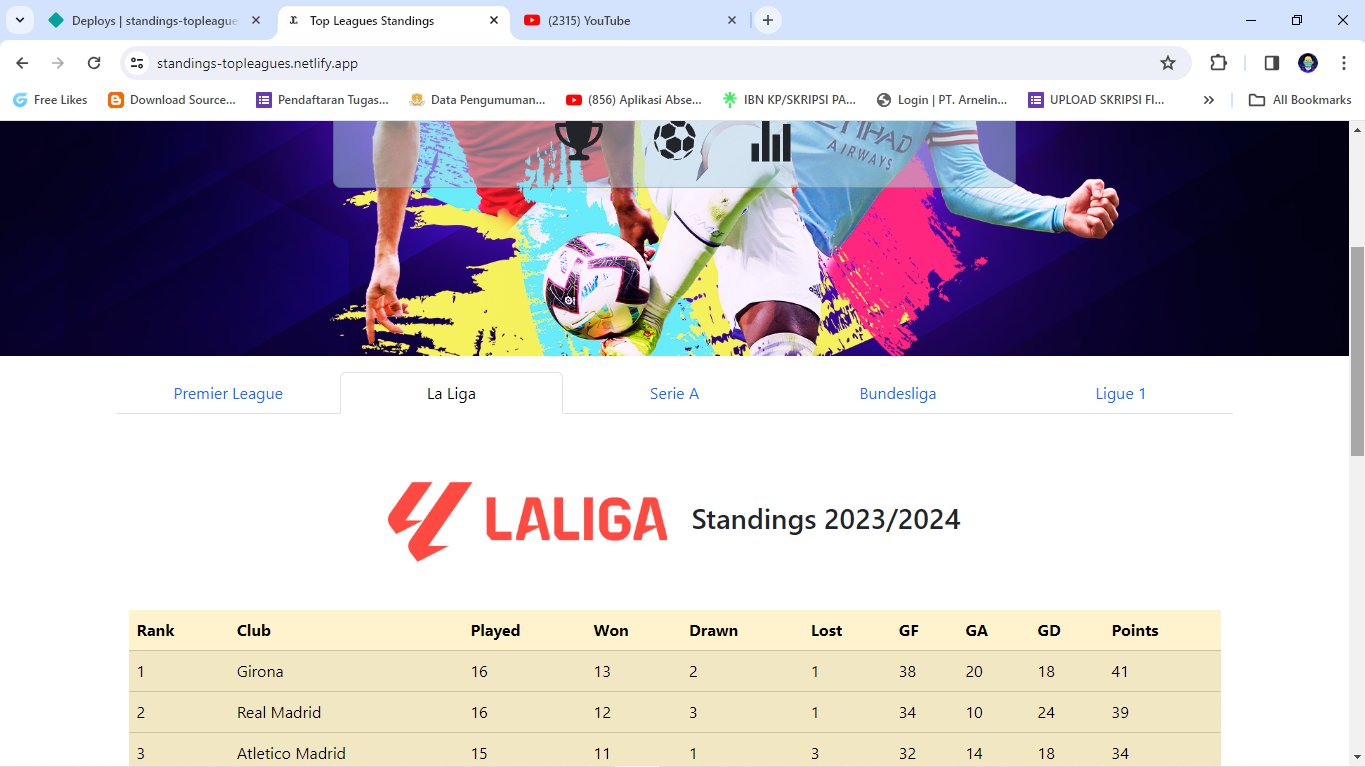 Deploys | standings-topleague
Top Leagues Standings
(2315) YouTube
standings-topleagues.netlify.app
Free Likes
Download Source...
Pendaftaran Tugas...
Data Pengumuman...
(856) Aplikasi Abse...
IBN KP/SKRIPSI PA...
Login | PT. Arnelin...
UPLOAD SKRIPSI FI...
All Bookmarks
ETIHAD
AIRWAYS
Premier League La Liga Serie A Bundesliga Ligue 1
LALIGA Standings 2023/2024
Rank Club Played Won Drawn Lost GF GA GD Points
1 Girona 16 13 2 1 38 20 18 41
2 Real Madrid 16 12 3 1 34 10 24 39
3 Atletico Madrid 15 11 1 3 32 14 18 34